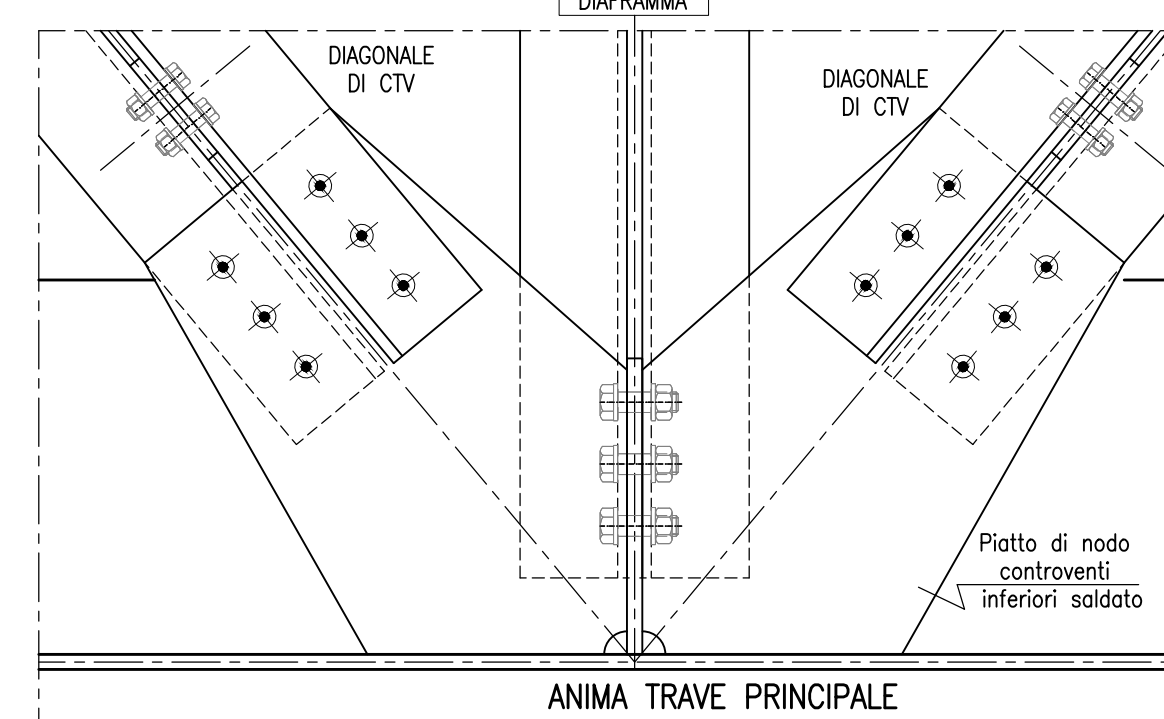 DIAFRAMMA
DIAGONALE
DI CTV
DIAGONALE
DI CTV
Piatto di nodo
controventi
inferiori saldato
ANIMA TRAVE PRINCIPALE